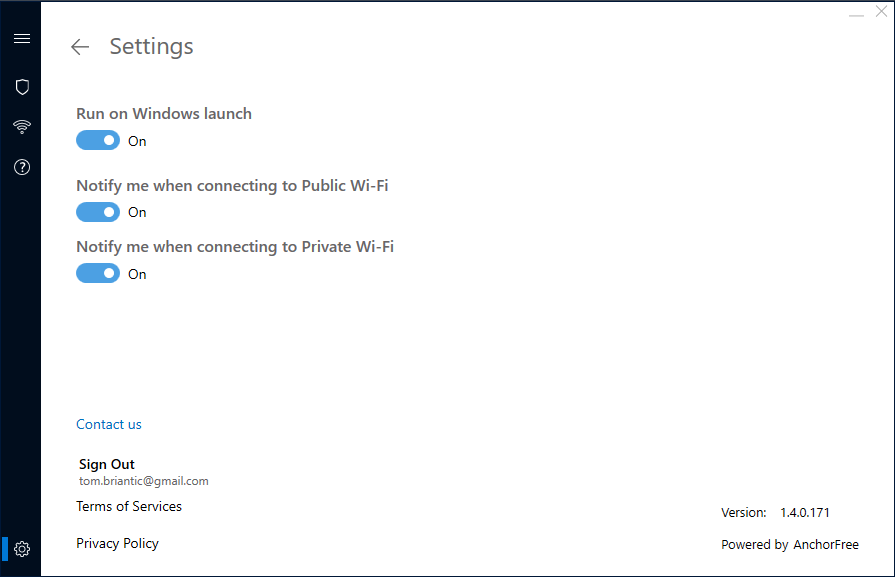 Settings
Run on Windows launch
On
Notify me when connecting to Public Wi-Fi
On
Notify me when connecting to Private Wi-Fi
On
Contact us
Sign Out
tom.briantic@gmail.com
Terms of Services
Version: 1.4.0.171
Privacy Policy
Powered by AnchorFree